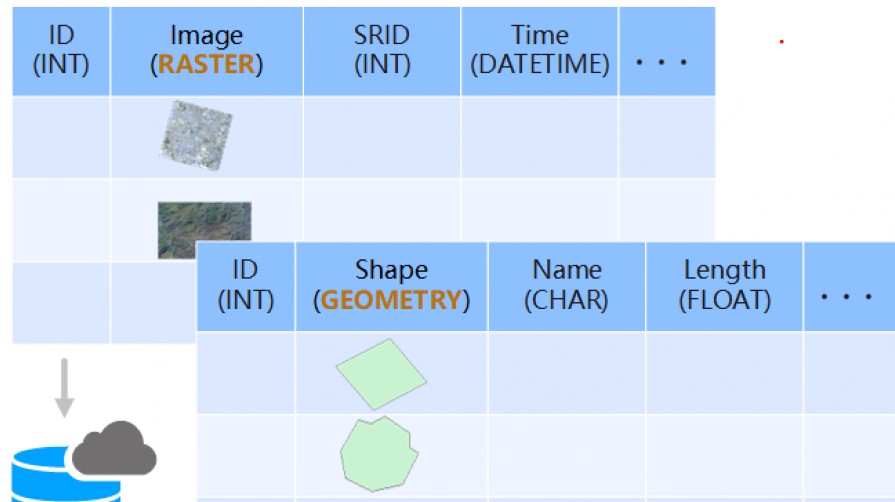 ID Image SRID Time
(INT) (RASTER) (INT) (DATETIME) ···
ID Shape Name Length
(INT) (GEOMETRY) (CHAR) (FLOAT) ···